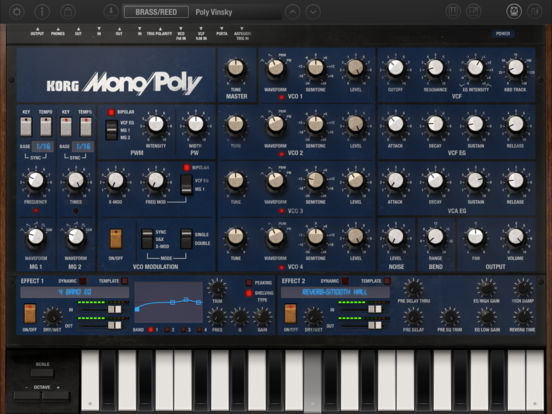 BRASS/REED Poly Vinsky
OUTPUT PHONES OUT IN OUT IN TRIG POLARITY VCO FM IN VCF fcM IN PORTA ARTICUL TRIG IN POWER
KORG Mono/Poly
TUNE WAVEFORM SEMITONE LEVEL CUTOFF RESONANCE EG INTENSITY KBD TRACK
MASTER VCO 1 VCF
KEY TEMPO KEY TEMPO BIPOLAR
VCF EG
MG 1
MG 2
INTENSITY WIDTH
TUNE WAVEFORM SEMITONE LEVEL ATTACK DECAY SUSTAIN RELEASE
BASE 1/16 BASE 1/16 PWM PW VCO 2 VCF EG
SYNC SYNC
BIPOLAR
VCF EG
MG 1
FREQUENCY TIMES X-MOD FREQ MOD TUNE WAVEFORM SEMITONE LEVEL ATTACK DECAY SUSTAIN RELEASE
VCO 3 VCA EG
SYNC
S&X
X-MOD
SINGLE
DOUBLE
WAVEFORM WAVEFORM ON/OFF MODE TUNE WAVEFORM SEMITONE LEVEL LEVEL RANGE PAN VOLUME
MG 1 MG 2 VCO MODULATION VCO 4 NOISE BEND OUTPUT
EFFECT 1 DYNAMIC TEMPLATE PEAKING EFFECT 2 DYNAMIC TEMPLATE
4 BAND EQ TRIM SHELVING REVERB-SMOOTH HALL PRE DELAY THRU EQ HIGH GAIN HIGH DAMP
TYPE
IN IN
ON/OFF DRY/WET OUT FREQ Q GAIN ON/OFF DRY/WET OUT PRE DELAY PRE EQ TRIM EQ LOW GAIN REVERB TIME
BAND 1 2 3 4
SCALE
- OCTAVE +